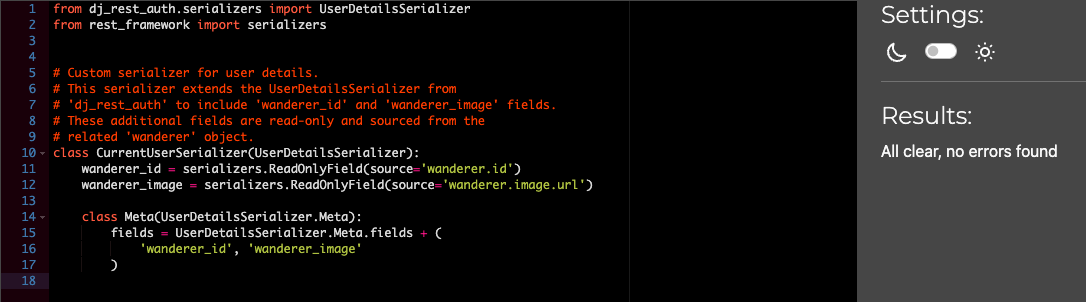 1 from dj_rest_auth.serializers import UserDetailsSerializer
2 from rest_framework import serializers
3
4
5 # Custom serializer for user details.
6 # This serializer extends the UserDetailsSerializer from
7 # 'dj_rest_auth' to include 'wanderer_id' and 'wanderer_image' fields.
8 # These additional fields are read-only and sourced from the
9 # related 'wanderer' object.
10 class CurrentUserSerializer(UserDetailsSerializer):
11     wanderer_id = serializers.ReadOnlyField(source='wanderer.id')
12     wanderer_image = serializers.ReadOnlyField(source='wanderer.image.url')
13
14     class Meta(UserDetailsSerializer.Meta):
15         fields = UserDetailsSerializer.Meta.fields + (
16             'wanderer_id', 'wanderer_image'
17         )
18
Settings:
Results:
All clear, no errors found